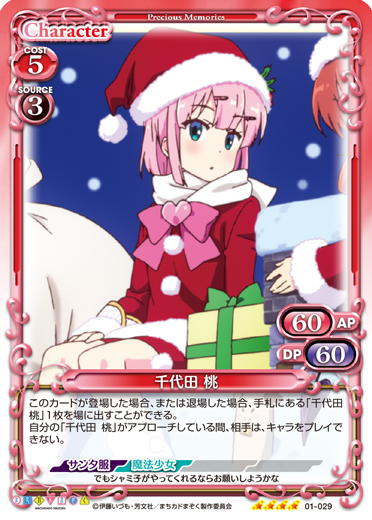 Precious Memories
Character
COST
5
SOURCE
3
60 AP
DP 60
千代田 桃
このカードが登場した場合、または退場した場合、手札にある「千代田
桃」1枚を場に出すことができる。
自分の「千代田 桃」がアプローチしている間、相手は、キャラをプレイで
きない。
サンタ服 魔法少女
でもシャミ子がやってくれるならお願いしようかな
©伊藤いづも・芳文社／まちカドまぞく製作委員会
01-029